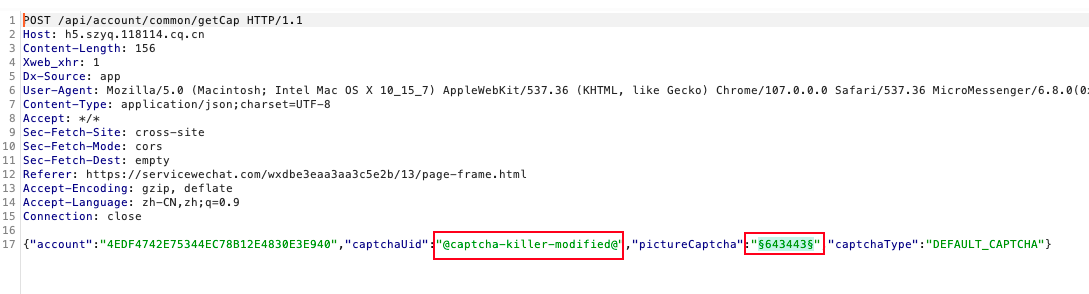 1 POST /api/account/common/getCap HTTP/1.1
2 Host: h5.szyq.118114.cq.cn
3 Content-Length: 156
4 Xweb_xhr: 1
5 Dx-Source: app
6 User-Agent: Mozilla/5.0 (Macintosh; Intel Mac OS X 10_15_7) AppleWebKit/537.36 (KHTML, like Gecko) Chrome/107.0.0.0 Safari/537.36 MicroMessenger/6.8.0(0x
7 Content-Type: application/json;charset=UTF-8
8 Accept: */*
9 Sec-Fetch-Site: cross-site
10 Sec-Fetch-Mode: cors
11 Sec-Fetch-Dest: empty
12 Referer: https://servicewechat.com/wxdbe3eaa3aa3c5e2b/13/page-frame.html
13 Accept-Encoding: gzip, deflate
14 Accept-Language: zh-CN,zh;q=0.9
15 Connection: close
16
17 {"account":"4EDF4742E75344EC78B12E4830E3E940","captchaUid":"@captcha-killer-modified@","pictureCaptcha":"§643443§","captchaType":"DEFAULT_CAPTCHA"}